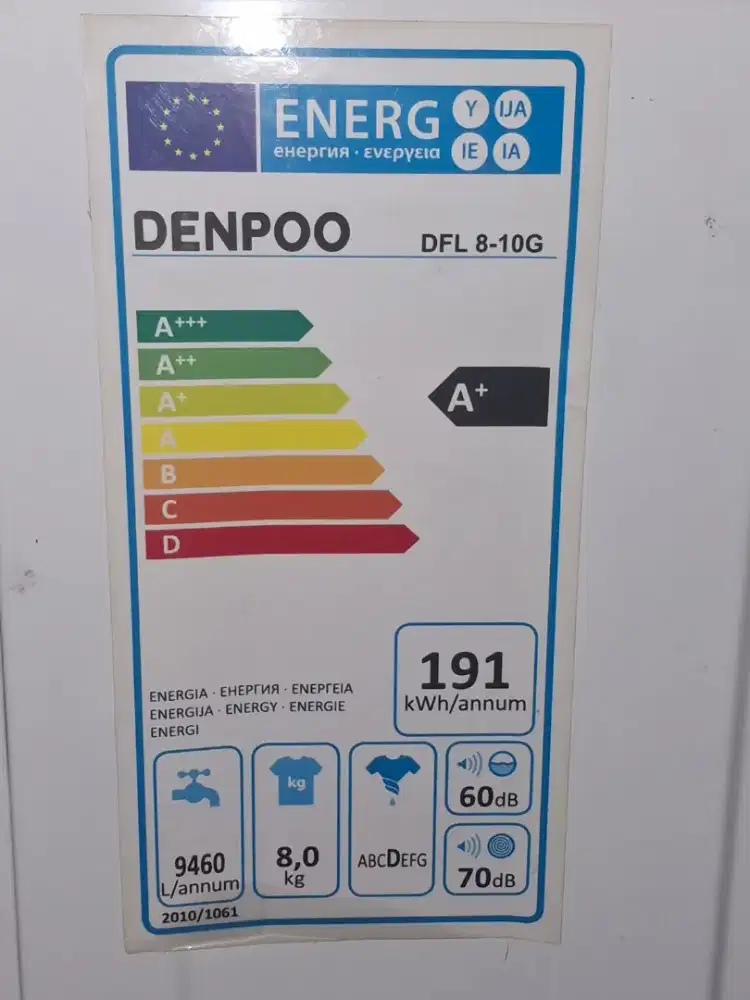 ENERG Y IJA
енергия · ενεργεια IE IA
DENPOO DFL 8-10G
A+++
A++
A+
A
B
C
D
A+
191
kWh/annum
ENERGIA · ЕНЕРГИЯ · ΕΝΕΡΓΕΙΑ
ENERGIJA · ENERGY · ENERGIE
ENERGI
9460
L/annum
kg
8,0
kg
ABCDEFG
60dB
70dB
2010/1061